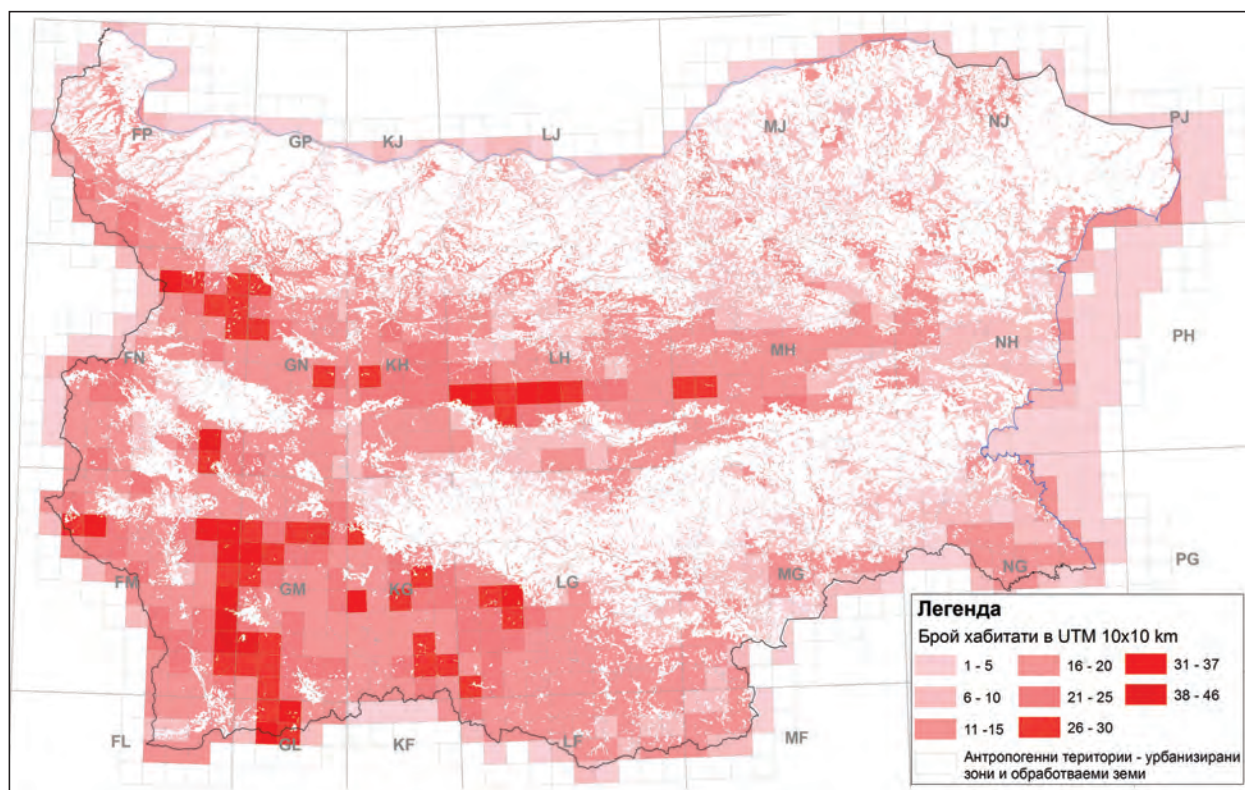 FP
GP
KJ
LJ
MJ
NJ
PJ
FN
GN
KH
LH
MH
NH
PH
FM
GM
KG
LG
MG
NG
PG
FL
GL
KF
LF
MF
Легенда
Брой хабитати в UTM 10x10 km
1 - 5
16 - 20
31 - 37
6 - 10
21 - 25
38 - 46
11 -15
26 - 30
Антропогенни територии - урбанизирани
зони и обработваеми земи